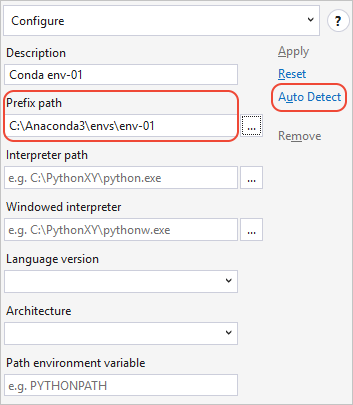 Configure
?
Description
Apply
Conda env-01
Reset
Prefix path
Auto Detect
C:\Anaconda3\envs\env-01
...
Remove
Interpreter path
e.g. C:\PythonXY\python.exe
...
Windowed interpreter
e.g. C:\PythonXY\pythonw.exe
...
Language version
Architecture
Path environment variable
e.g. PYTHONPATH